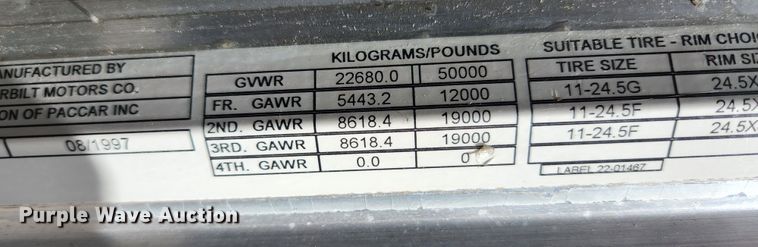 KILOGRAMS/POUNDS
SUITABLE TIRE - RIM CHOI
ANUFACTURED BY
GVWR 22680.0 50000
TIRE SIZE RIM SIZ
RBILT MOTORS CO.
FR. GAWR 5443.2 12000
11-24.5G 24.5X
ON OF PACCAR INC
2ND. GAWR 8618.4 19000
11-24.5F 24.5X
08/1997
3RD. GAWR 8618.4 19000
11-24.5F 24.5X
4TH. GAWR 0.0 0
LABEL 22-01467
Purple Wave Auction